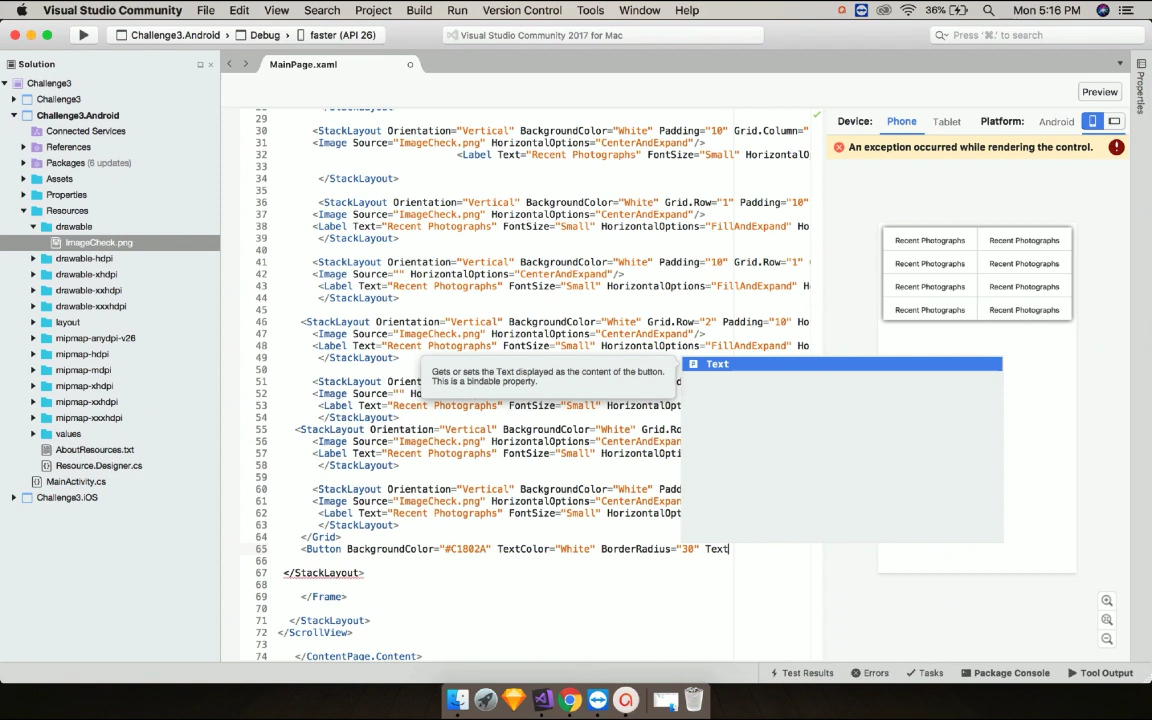 Visual Studio Community File Edit View Search Project Build Run Version Control Tools Window Help 36% Mon 5:16 PM
Challenge3.Android > Debug > faster (API 26) Visual Studio Community 2017 for Mac Press '⌘.' to search
Solution
MainPage.xaml
Properties
Preview
Challenge3
Challenge3
Challenge3.Android
Connected Services
References
Packages (6 updates)
Assets
Properties
Resources
drawable
ImageCheck.png
drawable-hdpi
drawable-xhdpi
drawable-xxhdpi
drawable-xxxhdpi
layout
mipmap-anydpi-v26
mipmap-hdpi
mipmap-mdpi
mipmap-xhdpi
mipmap-xxhdpi
mipmap-xxxhdpi
values
AboutResources.txt
Resource.Designer.cs
MainActivity.cs
Challenge3.iOS
29
30 <StackLayout Orientation="Vertical" BackgroundColor="White" Padding="10" Grid.Column="
31 <Image Source="ImageCheck.png" HorizontalOptions="CenterAndExpand"/>
32 <Label Text="Recent Photographs" FontSize="Small" HorizontalO
33
34 </StackLayout>
35
36 <StackLayout Orientation="Vertical" BackgroundColor="White" Grid.Row="1" Padding="10"
37 <Image Source="ImageCheck.png" HorizontalOptions="CenterAndExpand"/>
38 <Label Text="Recent Photographs" FontSize="Small" HorizontalOptions="FillAndExpand" Ho
39 </StackLayout>
40
41 <StackLayout Orientation="Vertical" BackgroundColor="White" Padding="10" Grid.Row="1"
42 <Image Source="" HorizontalOptions="CenterAndExpand"/>
43 <Label Text="Recent Photographs" FontSize="Small" HorizontalOptions="FillAndExpand" Ho
44 </StackLayout>
45
46 <StackLayout Orientation="Vertical" BackgroundColor="White" Grid.Row="2" Padding="10" Ho
47 <Image Source="ImageCheck.png" HorizontalOptions="CenterAndExpand"/>
48 <Label Text="Recent Photographs" FontSize="Small" HorizontalOptions="FillAndExpand" Ho
49 </StackLayout>
50
51 <StackLayout Orient
52 <Image Source="" Ho
53 <Label Text="Recent Photographs" FontSize="Small" HorizontalOpt
54 </StackLayout>
55 <StackLayout Orientation="Vertical" BackgroundColor="White" Grid.Ro
56 <Image Source="ImageCheck.png" HorizontalOptions="CenterAndExpand
57 <Label Text="Recent Photographs" FontSize="Small" HorizontalOpti
58 </StackLayout>
59
60 <StackLayout Orientation="Vertical" BackgroundColor="White" Padd
61 <Image Source="ImageCheck.png" HorizontalOptions="CenterAndExpan
62 <Label Text="Recent Photographs" FontSize="Small" HorizontalOpt
63 </StackLayout>
64 </Grid>
65 <Button BackgroundColor="#C1802A" TextColor="White" BorderRadius="30" Text
66
67 </StackLayout>
68
69 </Frame>
70
71 </StackLayout>
72 </ScrollView>
73
74 </ContentPage.Content>
Gets or sets the Text displayed as the content of the button.
This is a bindable property.
Text
Device: Phone Tablet Platform: Android
An exception occurred while rendering the control.
Recent Photographs Recent Photographs
Recent Photographs Recent Photographs
Recent Photographs Recent Photographs
Recent Photographs Recent Photographs
Test Results Errors Tasks Package Console Tool Output